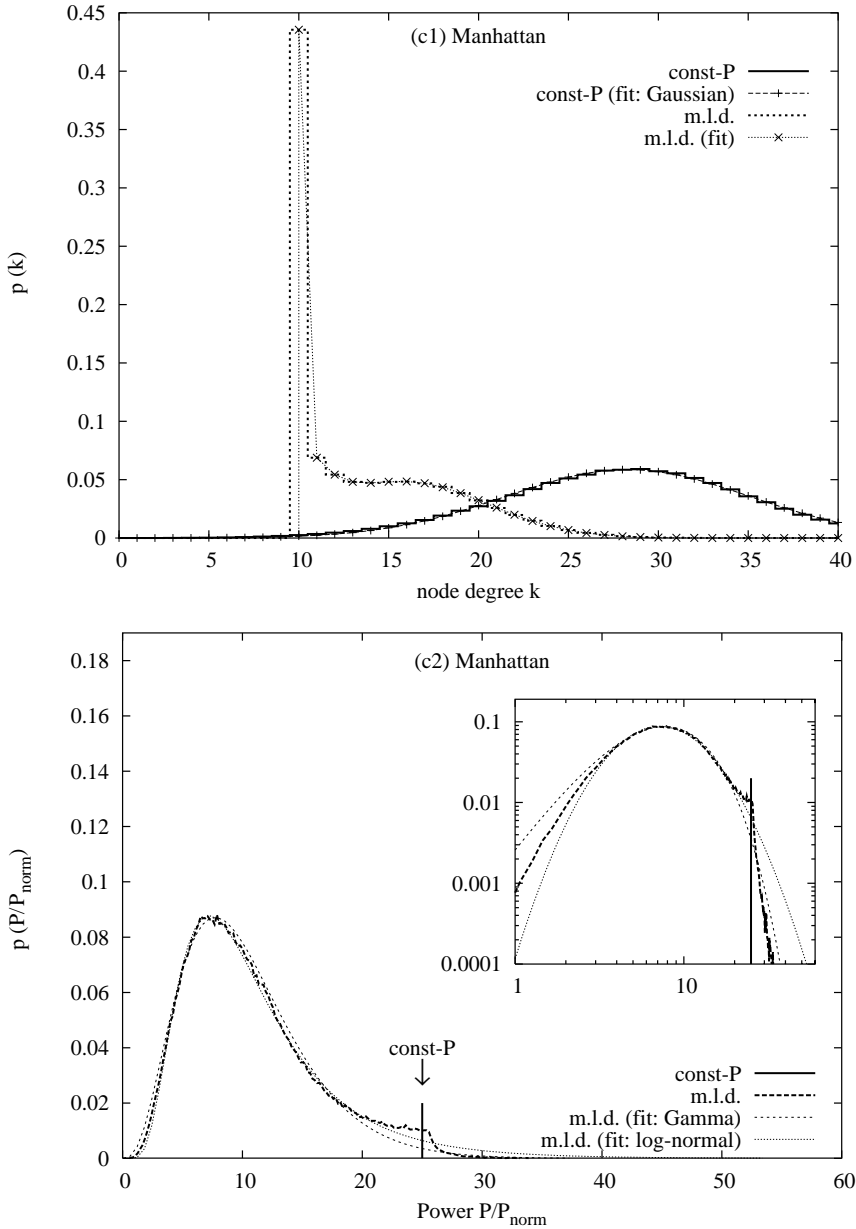 (c1) Manhattan
const-P
const-P (fit: Gaussian)
m.l.d.
m.l.d. (fit)
0.45
0.4
0.35
0.3
0.25
0.2
0.15
0.1
0.05
0
p (k)
0 5 10 15 20 25 30 35 40
node degree k
(c2) Manhattan
0.18
0.16
0.14
0.12
0.1
0.08
0.06
0.04
0.02
0
p (P/Pnorm)
0.1
0.01
0.001
0.0001
1 10
const-P
const-P
m.l.d.
m.l.d. (fit: Gamma)
m.l.d. (fit: log-normal)
0 10 20 30 40 50 60
Power P/Pnorm